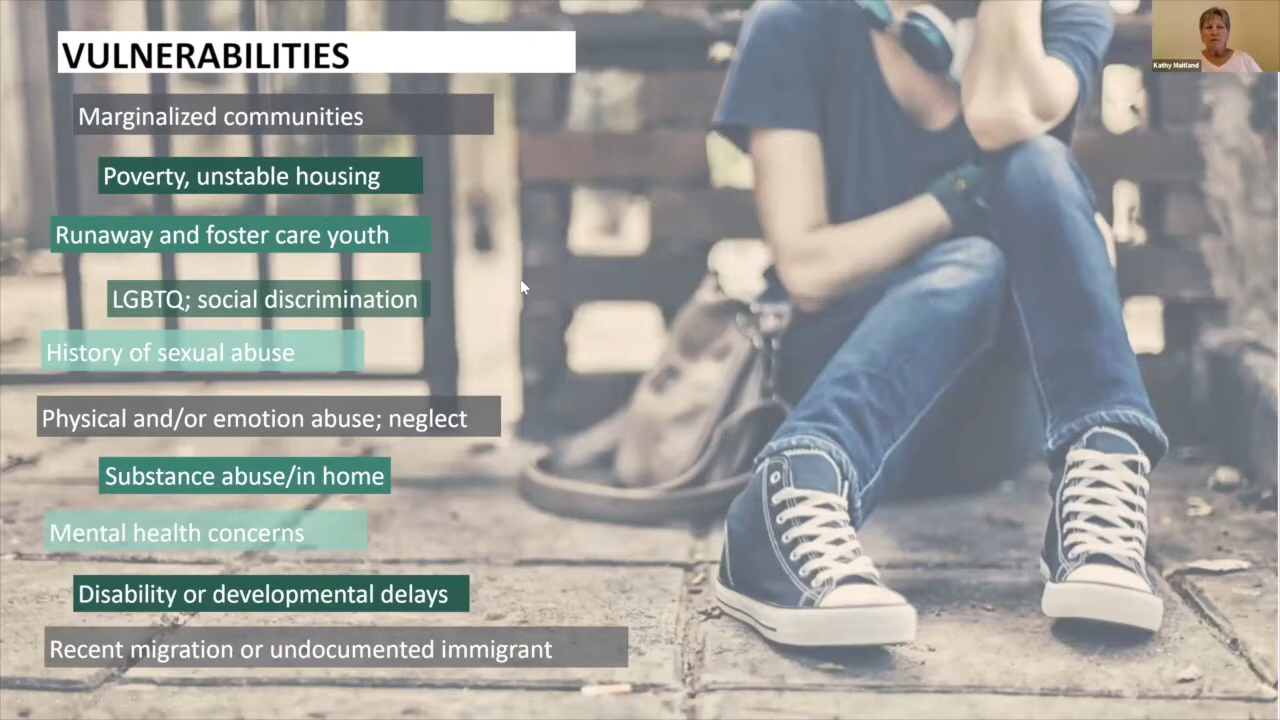 VULNERABILITIES
Kathy Maitland
Marginalized communities
Poverty, unstable housing
Runaway and foster care youth
LGBTQ; social discrimination
History of sexual abuse
Physical and/or emotion abuse; neglect
Substance abuse/in home
Mental health concerns
Disability or developmental delays
Recent migration or undocumented immigrant